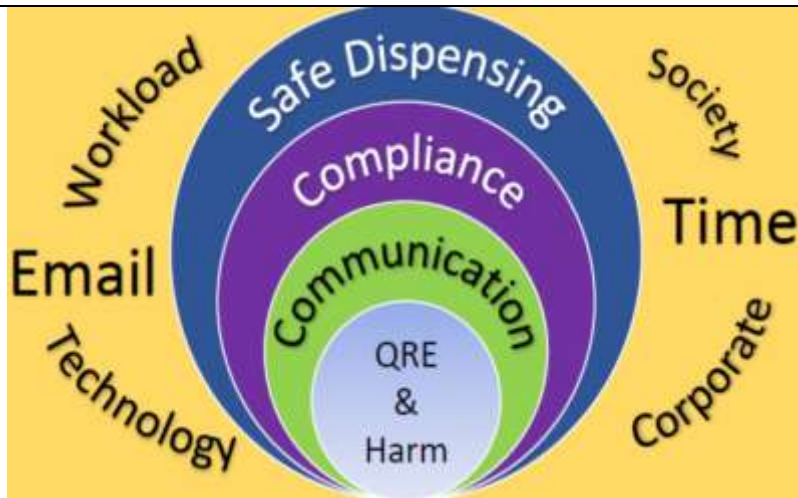 Workload
Email
Technology
Safe Dispensing
Compliance
Communication
QRE
&
Harm
Society
Time
Corporate